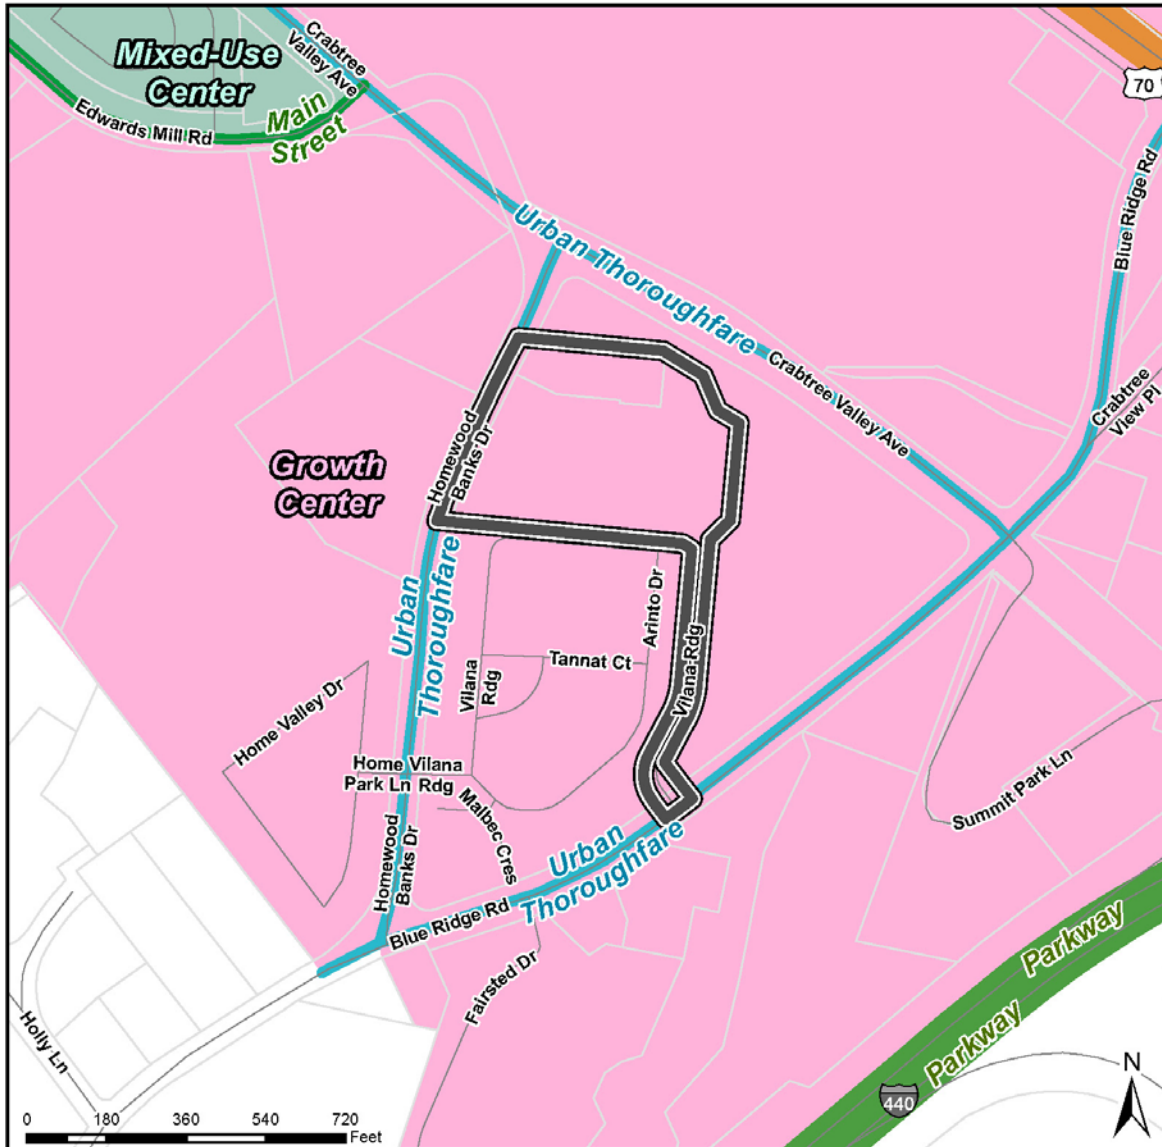 Mixed-Use
Center
Crabtree
Valley Ave
Edwards Mill Rd
Main
Street
70
Blue Ridge Rd
Urban Thoroughfare
Crabtree Valley Ave
Crabtree
View Pl
Homewood
Banks Dr
Growth
Center
Urban
Thoroughfare
Arinto Dr
Tannat Ct
Vilana
Rdg
Vilana Rdg
Home Valley Dr
Home Vilana
Park Ln Rdg
Malbec Cres
Summit Park Ln
Homewood
Banks Dr
Urban
Thoroughfare
Blue Ridge Rd
Fairsted Dr
Parkway
Parkway
Holly Ln
440
N
0 180 360 540 720
Feet